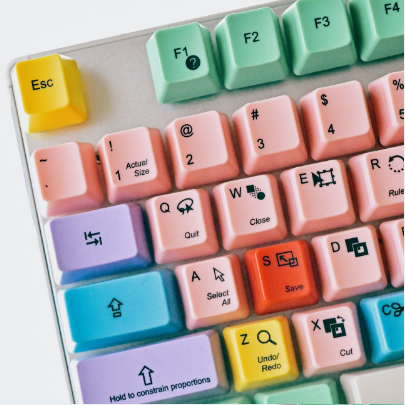 Esc F1 ? F2 F3 F4
~ ! @ # $ %
1 Actual Size 2 3 4 5
Q Quit W Close E R Rule
A Select All S Save D
Z Undo/Redo X Cut C
Hold to constrain proportions